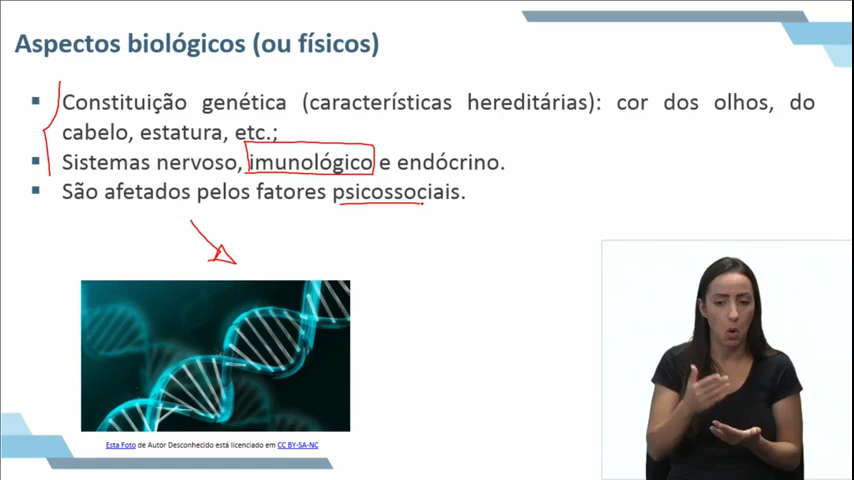 Aspectos biológicos (ou físicos)
Constituição genética (características hereditárias): cor dos olhos, do
cabelo, estatura, etc.;
Sistemas nervoso, imunológico e endócrino.
São afetados pelos fatores psicossociais.
Esta Foto de Autor Desconhecido está licenciado em CC BY-SA-NC